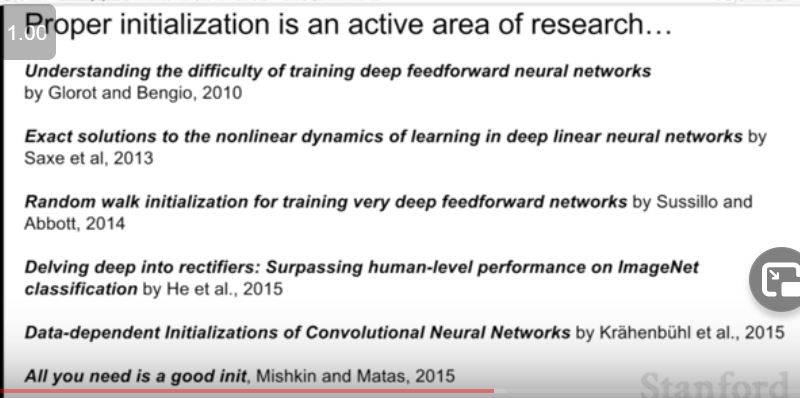 Proper initialization is an active area of research…
1.00
Understanding the difficulty of training deep feedforward neural networks
by Glorot and Bengio, 2010
Exact solutions to the nonlinear dynamics of learning in deep linear neural networks by
Saxe et al, 2013
Random walk initialization for training very deep feedforward networks by Sussillo and
Abbott, 2014
Delving deep into rectifiers: Surpassing human-level performance on ImageNet
classification by He et al., 2015
Data-dependent Initializations of Convolutional Neural Networks by Krähenbühl et al., 2015
All you need is a good init, Mishkin and Matas, 2015
Stanford